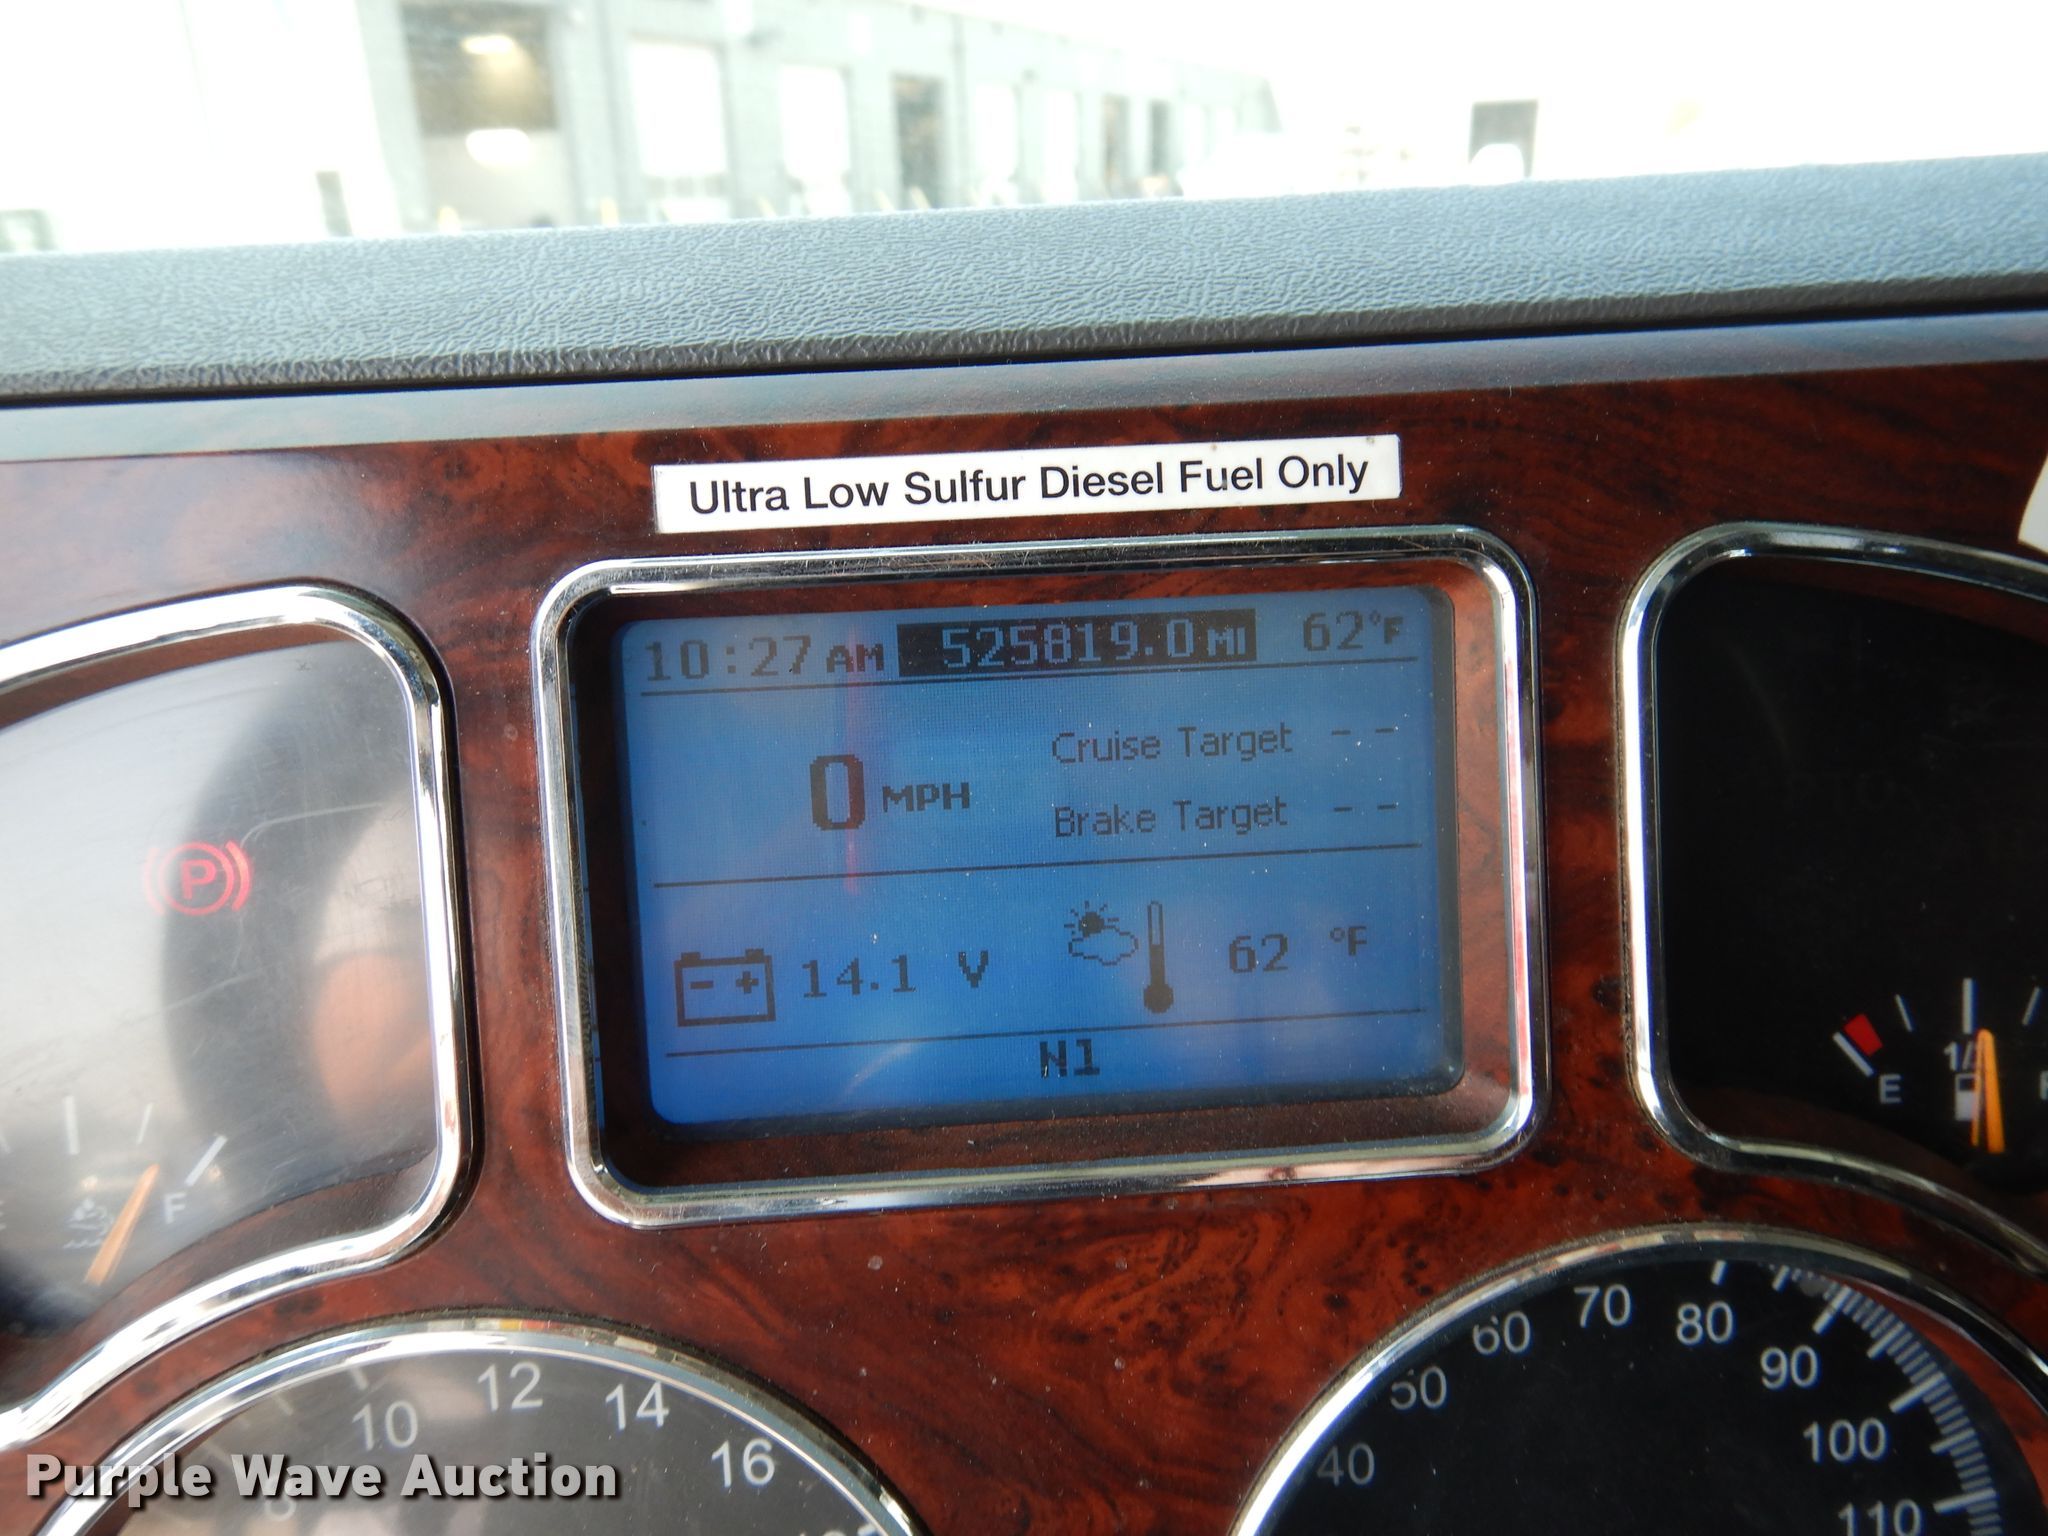 Ultra Low Sulfur Diesel Fuel Only
10:27 AM 525819.0 MI 62°F
Cruise Target - -
0 MPH
Brake Target - -
P
- + 14.1 V 62 °F
N1
E 1/2
F
10 12 14 16
40 50 60 70 80 90 100 110
Purple Wave Auction